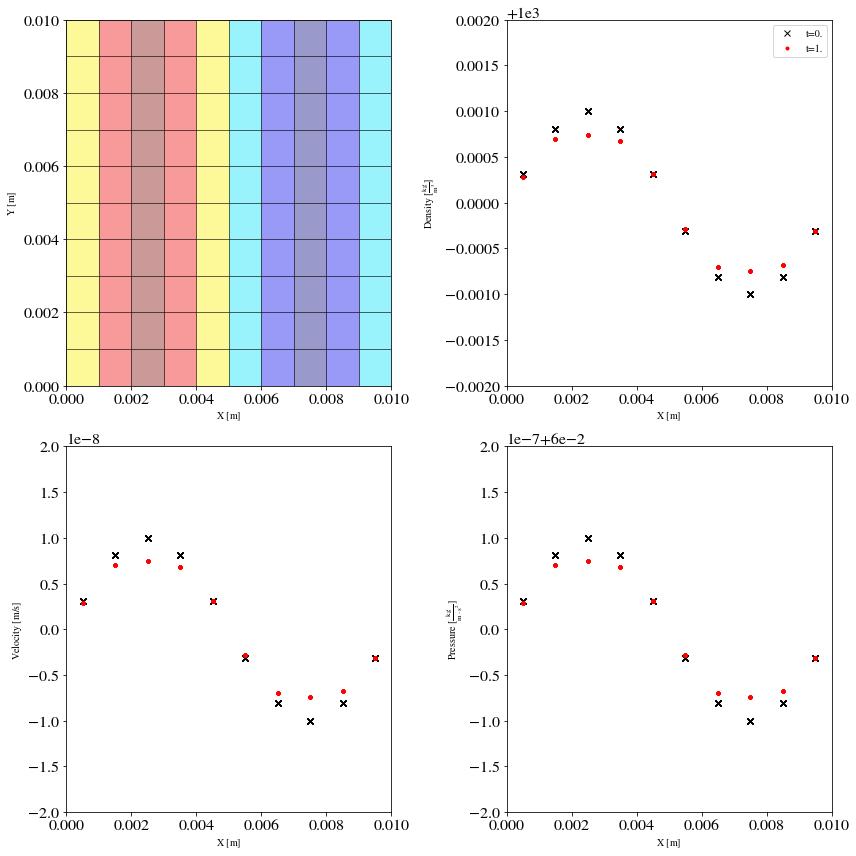 0.010
0.008
0.006
0.004
0.002
0.000
Y [m]
0.000 0.002 0.004 0.006 0.008 0.010
X [m]
+1e3
0.0020
0.0015
0.0010
0.0005
0.0000
−0.0005
−0.0010
−0.0015
−0.0020
Density [kg/m³]
t=0.
t=1.
0.000 0.002 0.004 0.006 0.008 0.010
X [m]
1e−8
2.0
1.5
1.0
0.5
0.0
−0.5
−1.0
−1.5
−2.0
Velocity [m/s]
0.000 0.002 0.004 0.006 0.008 0.010
X [m]
1e−7+6e−2
2.0
1.5
1.0
0.5
0.0
−0.5
−1.0
−1.5
−2.0
Pressure [kg/m·s²]
0.000 0.002 0.004 0.006 0.008 0.010
X [m]